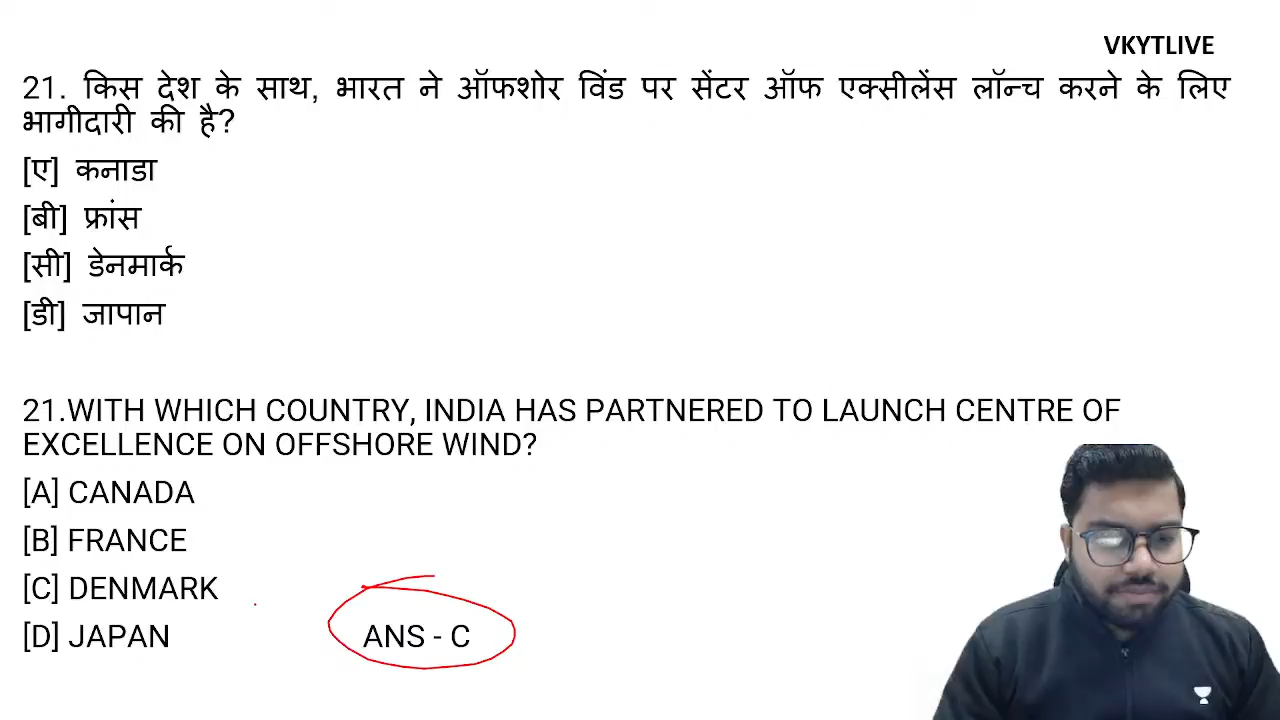 VKYTLIVE
21. किस देश के साथ, भारत ने ऑफशोर विंड पर सेंटर ऑफ एक्सीलेंस लॉन्च करने के लिए
भागीदारी की है?
[ए] कनाडा
[बी] फ्रांस
[सी] डेनमार्क
[डी] जापान
21.WITH WHICH COUNTRY, INDIA HAS PARTNERED TO LAUNCH CENTRE OF
EXCELLENCE ON OFFSHORE WIND?
[A] CANADA
[B] FRANCE
[C] DENMARK
[D] JAPAN ANS - C